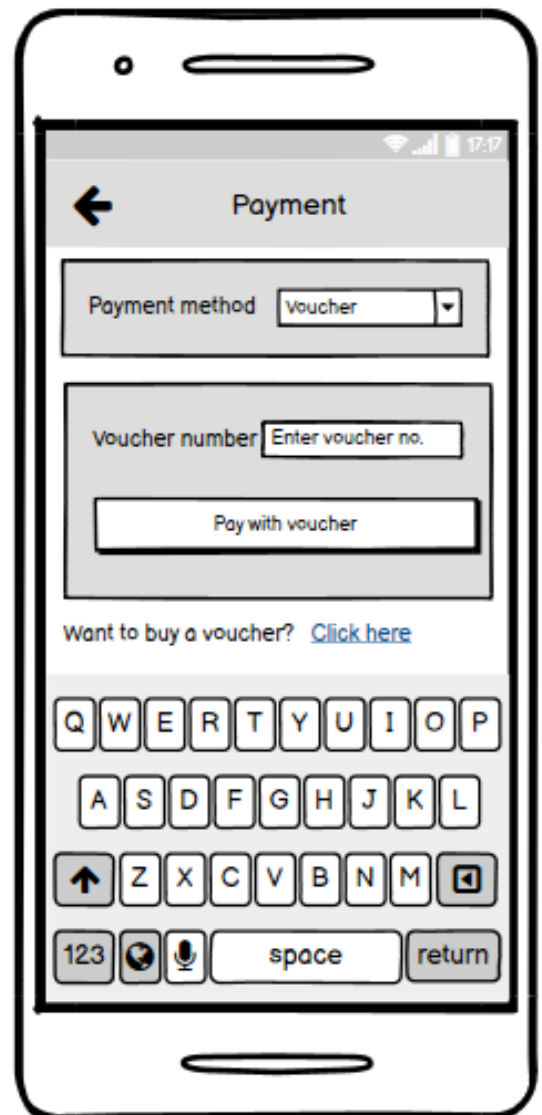 17:17
Payment
Payment method Voucher
Voucher number Enter voucher no.
Pay with voucher
Want to buy a voucher? Click here
Q W E R T Y U I O P
A S D F G H J K L
Z X C V B N M
123 space return